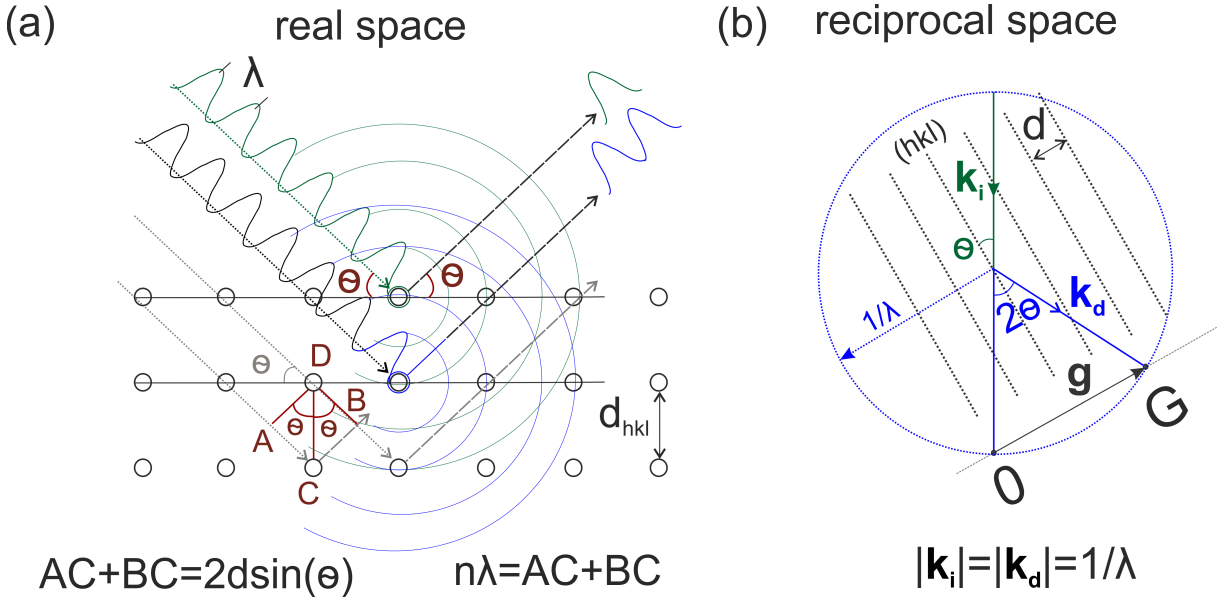 (a)
real space
λ
Θ
Θ
Θ
D
B
A
Θ
Θ
C
d_hkl
AC+BC=2dsin(Θ)
nλ=AC+BC
(b)
reciprocal space
d
(hkl)
k_i
Θ
1/λ
2Θ
k_d
g
G
0
|k_i|=|k_d|=1/λ